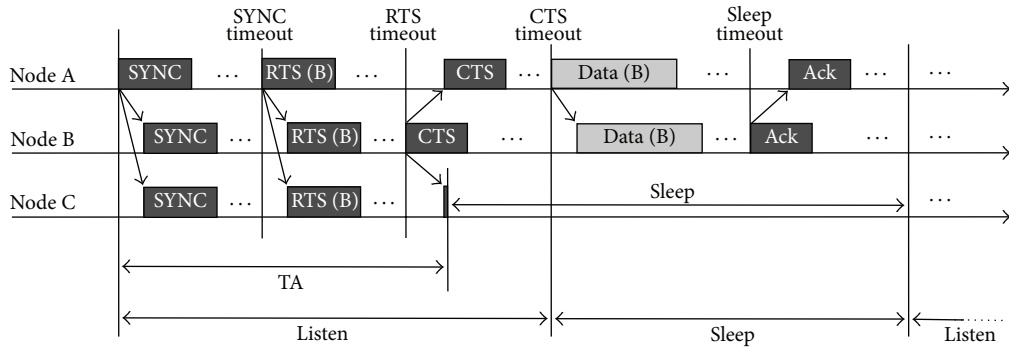 SYNC timeout RTS timeout CTS timeout Sleep timeout
Node A SYNC ... RTS (B) ... CTS ... Data (B) ... Ack ... ...
Node B SYNC ... RTS (B) ... CTS ... Data (B) ... Ack ... ...
Node C SYNC ... RTS (B) ... Sleep ...
TA
Listen Sleep Listen